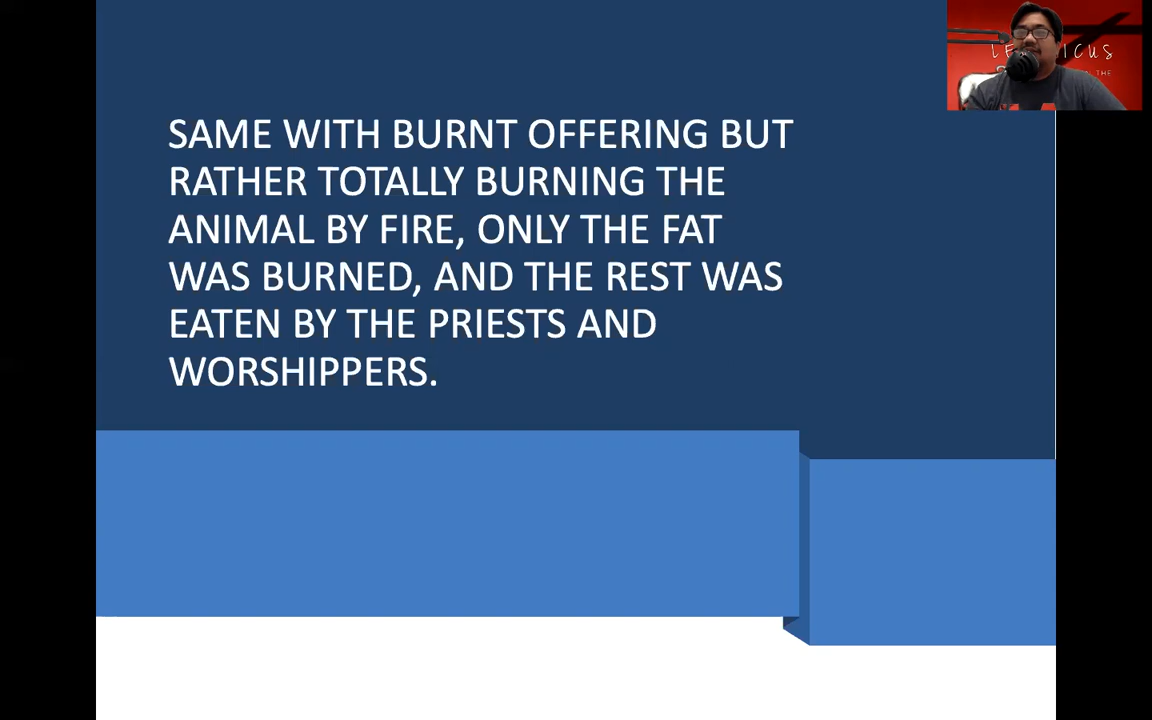 SAME WITH BURNT OFFERING BUT
RATHER TOTALLY BURNING THE
ANIMAL BY FIRE, ONLY THE FAT
WAS BURNED, AND THE REST WAS
EATEN BY THE PRIESTS AND
WORSHIPPERS.
THE